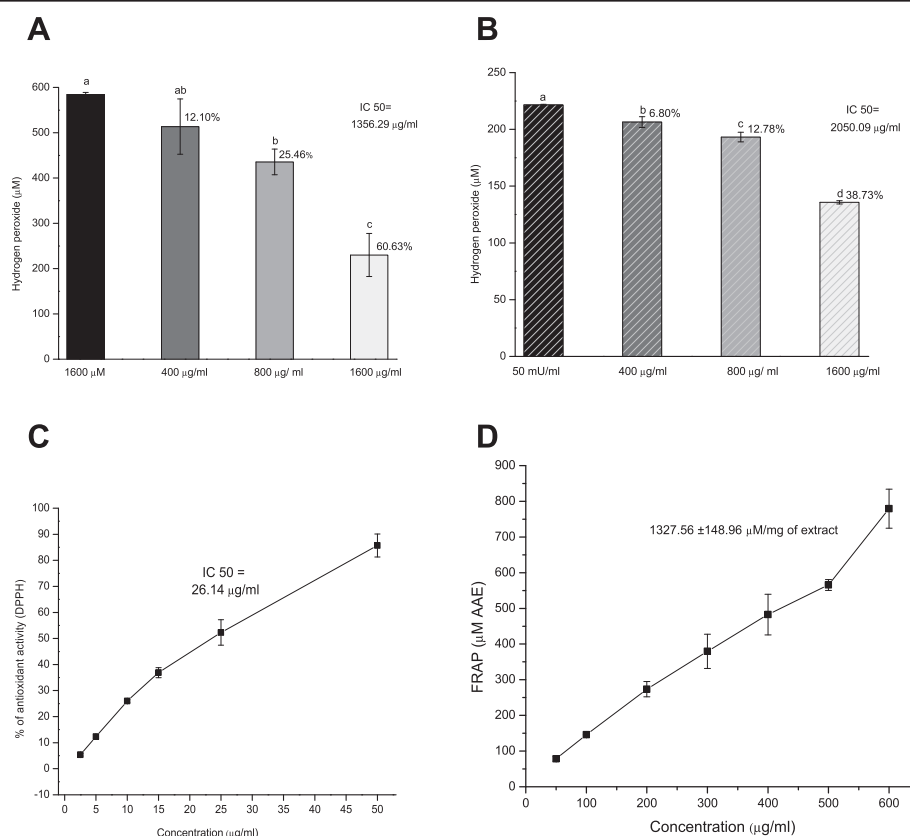 A
600
500
400
300
200
100
0
Hydrogen peroxide (μM)
a
ab
12.10%
b
25.46%
c
60.63%
IC 50=
1356.29 μg/ml
1600 μM
400 μg/ml
800 μg/ ml
1600 μg/ml
B
250
200
150
100
50
0
Hydrogen peroxide (μM)
a
b 6.80%
c 12.78%
d 38.73%
IC 50=
2050.09 μg/ml
50 mU/ml
400 μg/ml
800 μg/ ml
1600 μg/ml
C
100
90
80
70
60
50
40
30
20
10
0
-10
% of antioxidant activity (DPPH)
IC 50 =
26.14 μg/ml
0 5 10 15 20 25 30 35 40 45 50
Concentration (μg/ml)
D
900
800
700
600
500
400
300
200
100
0
FRAP (μM AAE)
1327.56 ±148.96 μM/mg of extract
0 100 200 300 400 500 600
Concentration (μg/ml)